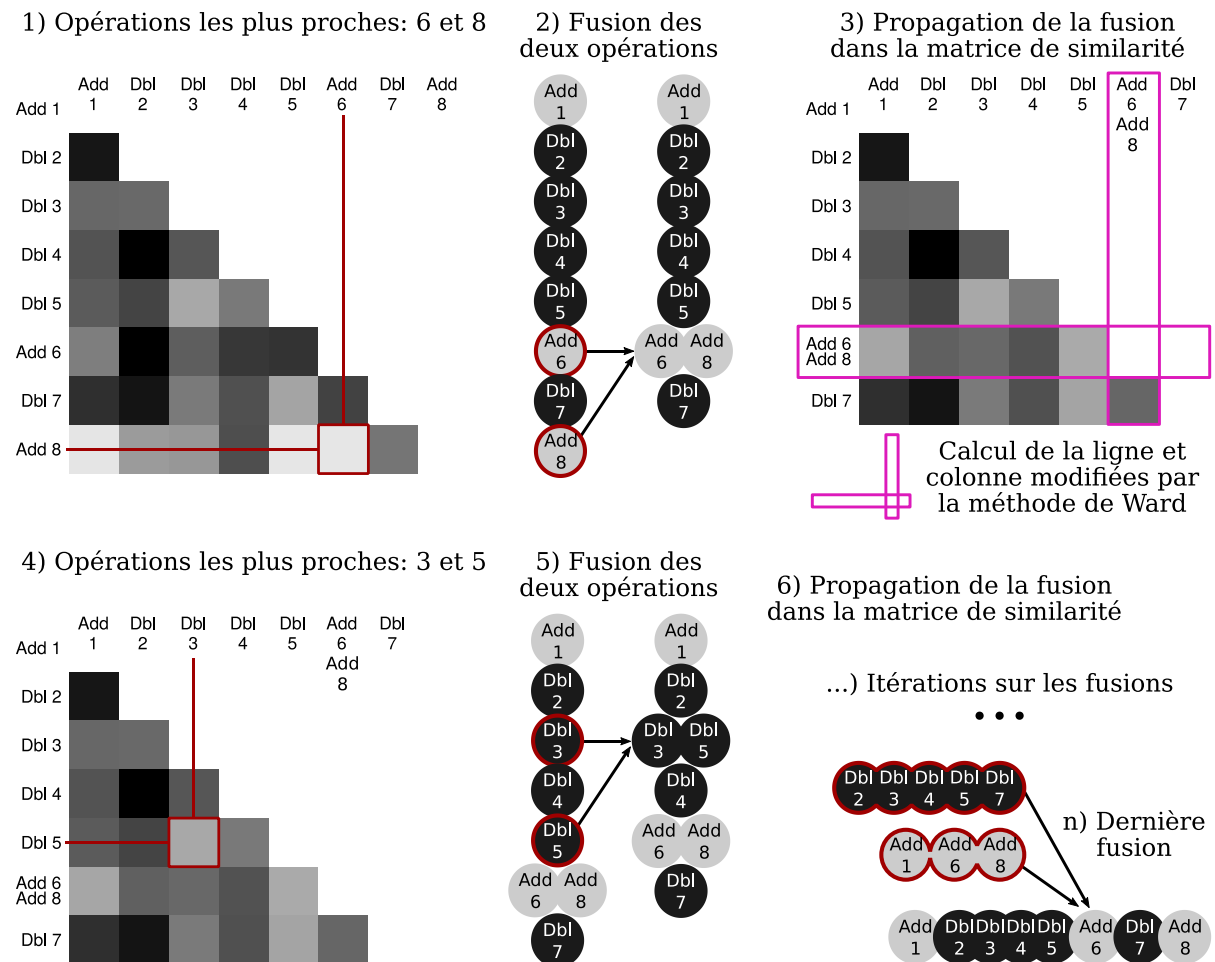 1) Opérations les plus proches: 6 et 8
Add Dbl Dbl Dbl Dbl Add Dbl Add
1 2 3 4 5 6 7 8
Add 1
Dbl 2
Dbl 3
Dbl 4
Dbl 5
Add 6
Dbl 7
Add 8
2) Fusion des
deux opérations
Add
1
Dbl
2
Dbl
3
Dbl
4
Dbl
5
Add
6
Dbl
7
Add
8
Add
1
Dbl
2
Dbl
3
Dbl
4
Dbl
5
Add Add
6 8
Dbl
7
3) Propagation de la fusion
dans la matrice de similarité
Add Dbl Dbl Dbl Dbl Add Dbl
1 2 3 4 5 6 7
Add
8
Add 1
Dbl 2
Dbl 3
Dbl 4
Dbl 5
Add 6
Add 8
Dbl 7
Calcul de la ligne et
colonne modifiées par
la méthode de Ward
4) Opérations les plus proches: 3 et 5
Add Dbl Dbl Dbl Dbl Add Dbl
1 2 3 4 5 6 7
Add
8
Add 1
Dbl 2
Dbl 3
Dbl 4
Dbl 5
Add 6
Add 8
Dbl 7
5) Fusion des
deux opérations
Add
1
Dbl
2
Dbl
3
Dbl
4
Dbl
5
Add Add
6 8
Dbl
7
Add
1
Dbl
2
Dbl Dbl
3 5
Dbl
4
Add Add
6 8
Dbl
7
6) Propagation de la fusion
dans la matrice de similarité
...) Itérations sur les fusions
• • •
Dbl Dbl Dbl Dbl Dbl
2 3 4 5 7
Add Add Add
1 6 8
n) Dernière
fusion
Add Dbl Dbl Dbl Dbl Add Dbl Add
1 2 3 4 5 6 7 8